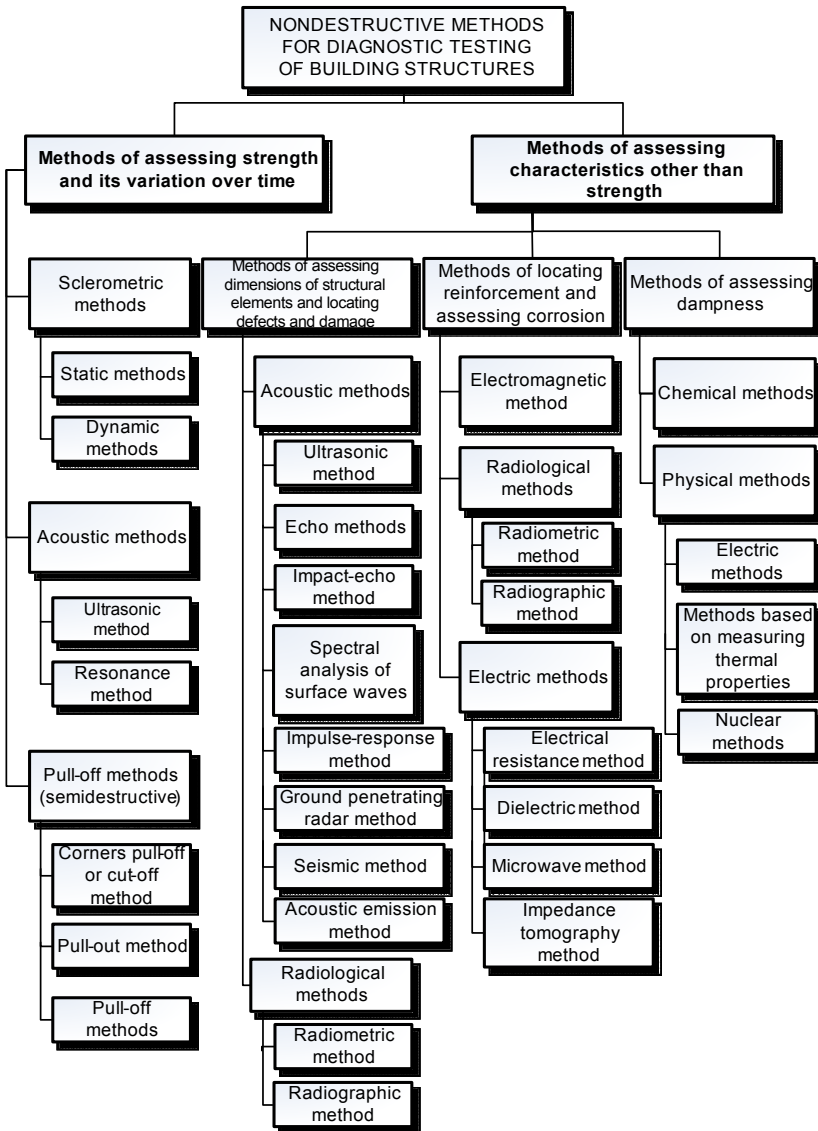 NONDESTRUCTIVE METHODS
FOR DIAGNOSTIC TESTING
OF BUILDING STRUCTURES
Methods of assessing strength
and its variation over time
Methods of assessing
characteristics other than
strength
Sclerometric
methods
Static methods
Dynamic
methods
Acoustic methods
Ultrasonic
method
Resonance
method
Pull-off methods
(semidestructive)
Corners pull-off
or cut-off
method
Pull-out method
Pull-off
methods
Methods of assessing
dimensions of structural
elements and locating
defects and damage
Acoustic methods
Ultrasonic
method
Echo methods
Impact-echo
method
Spectral
analysis of
surface waves
Impulse-response
method
Ground penetrating
radar method
Seismic method
Acoustic emission
method
Radiological
methods
Radiometric
method
Radiographic
method
Methods of locating
reinforcement and
assessing corrosion
Electromagnetic
method
Radiological
methods
Radiometric
method
Radiographic
method
Electric methods
Electrical
resistance method
Dielectric method
Microwave method
Impedance
tomography
method
Methods of assessing
dampness
Chemical methods
Physical methods
Electric
methods
Methods based
on measuring
thermal
properties
Nuclear
methods